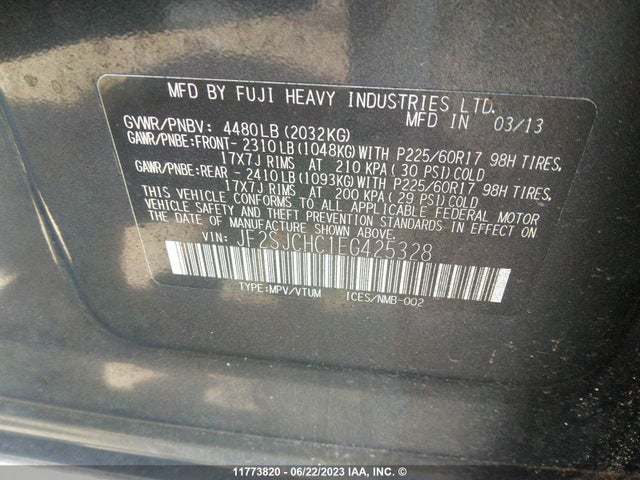 MFD BY FUJI HEAVY INDUSTRIES LTD.
MFD IN 03/13
GVWR/PNBV: 4480LB(2032KG)
GAWR/PNBE:FRONT- 2310LB(1048KG)WITH P225/60R17 98H TIRES,
17X7J RIMS AT 210 KPA(30 PSI)COLD
GAWR/PNBE:REAR - 2410LB(1093KG)WITH P225/60R17 98H TIRES,
17X7J RIMS AT 200 KPA(29 PSI)COLD
THIS VEHICLE CONFORMS TO ALL APPLICABLE FEDERAL MOTOR
VEHICLE SAFETY STANDARDS AND BUMPER STANDARDS IN EFFECT ON
THE DATE OF MANUFACTURE SHOWN ABOVE.
VIN: JF2SJCHC1EG425328
TYPE:MPV/VTUM ICES/NMB-002
11773820 - 06/22/2023 IAA, INC. ©